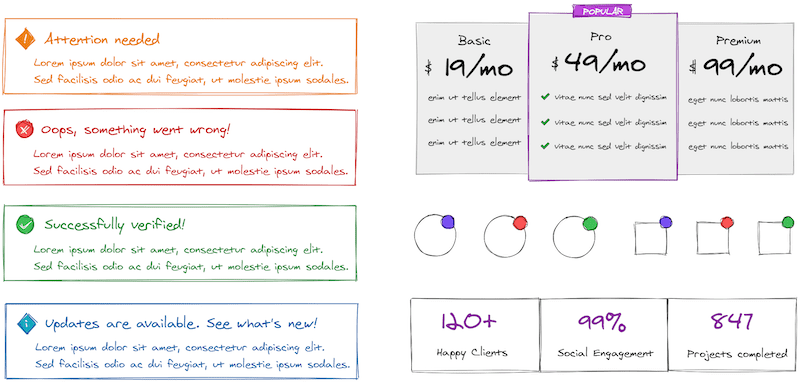 ! Attention needed
Lorem ipsum dolor sit amet, consectetur adipiscing elit.
Sed facilisis odio ac dui feugiat, ut molestie ipsum sodales.
Oops, something went wrong!
Lorem ipsum dolor sit amet, consectetur adipiscing elit.
Sed facilisis odio ac dui feugiat, ut molestie ipsum sodales.
Successfully verified!
Lorem ipsum dolor sit amet, consectetur adipiscing elit.
Sed facilisis odio ac dui feugiat, ut molestie ipsum sodales.
i Updates are available. See what's new!
Lorem ipsum dolor sit amet, consectetur adipiscing elit.
Sed facilisis odio ac dui feugiat, ut molestie ipsum sodales.
POPULAR
Basic
$ 19/mo
enim ut tellus element
enim ut tellus element
enim ut tellus element
Pro
$ 49/mo
vitae nunc sed velit dignissim
vitae nunc sed velit dignissim
vitae nunc sed velit dignissim
Premium
$ 99/mo
eget nunc lobortis mattis
eget nunc lobortis mattis
eget nunc lobortis mattis
120+
Happy Clients
99%
Social Engagement
847
Projects completed